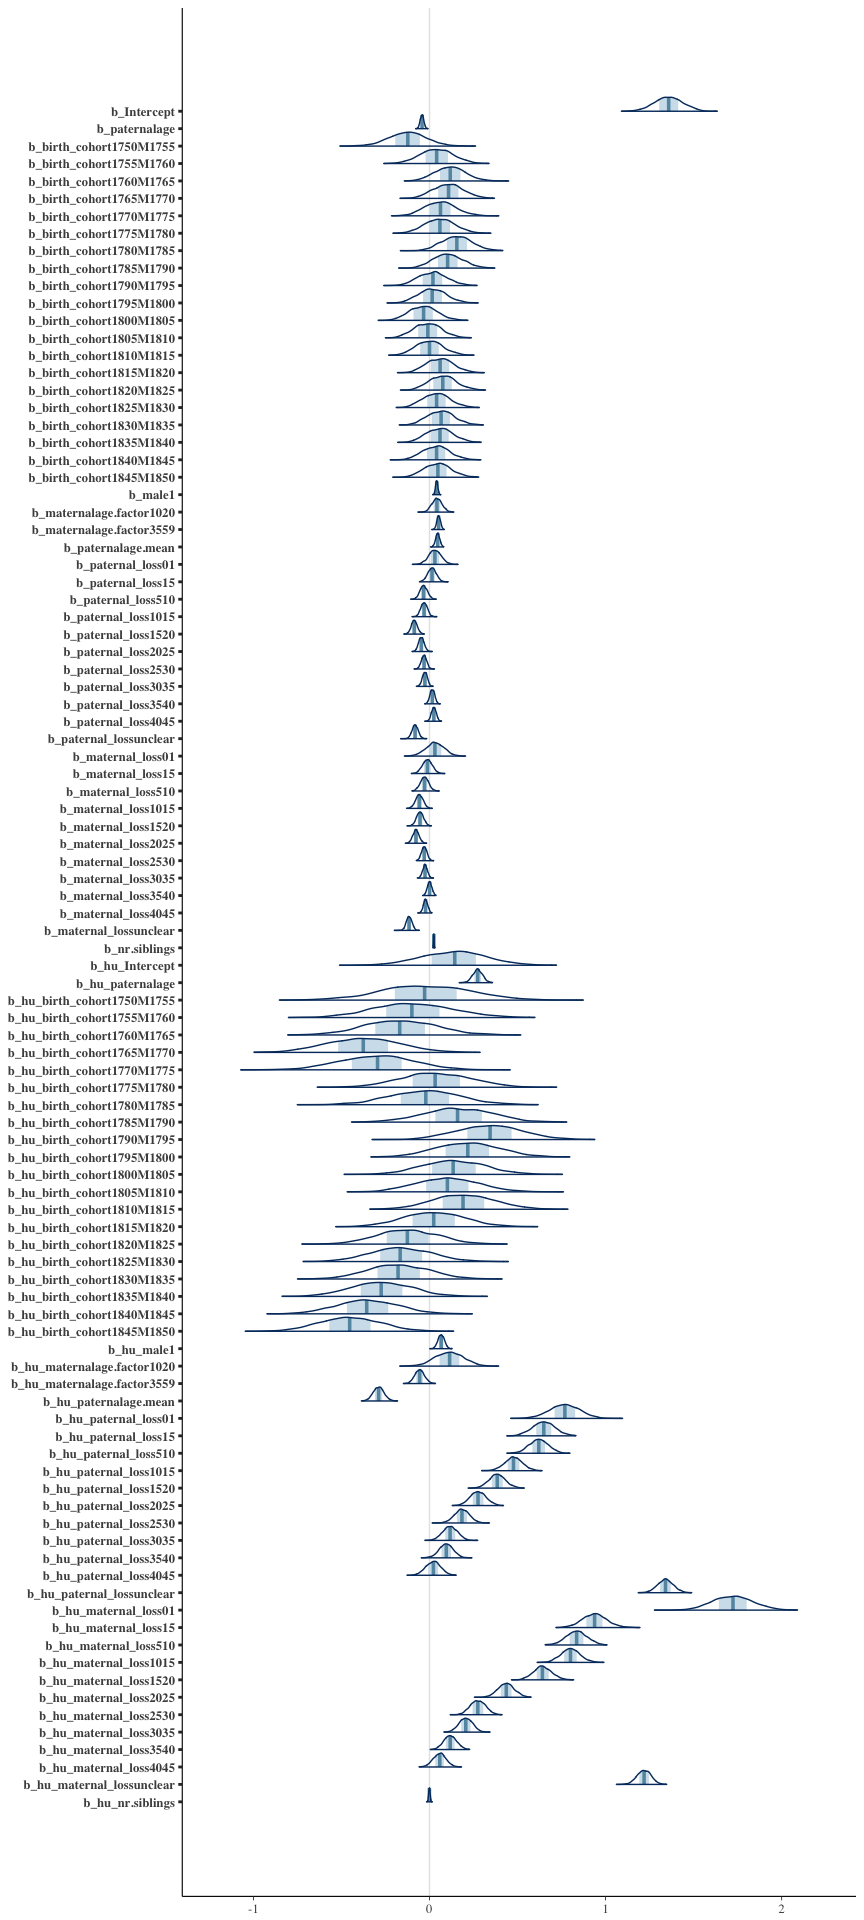 b_Intercept
b_paternalage
b_birth_cohort1750M1755
b_birth_cohort1755M1760
b_birth_cohort1760M1765
b_birth_cohort1765M1770
b_birth_cohort1770M1775
b_birth_cohort1775M1780
b_birth_cohort1780M1785
b_birth_cohort1785M1790
b_birth_cohort1790M1795
b_birth_cohort1795M1800
b_birth_cohort1800M1805
b_birth_cohort1805M1810
b_birth_cohort1810M1815
b_birth_cohort1815M1820
b_birth_cohort1820M1825
b_birth_cohort1825M1830
b_birth_cohort1830M1835
b_birth_cohort1835M1840
b_birth_cohort1840M1845
b_birth_cohort1845M1850
b_male1
b_maternalage.factor1020
b_maternalage.factor3559
b_paternalage.mean
b_paternal_loss01
b_paternal_loss15
b_paternal_loss510
b_paternal_loss1015
b_paternal_loss1520
b_paternal_loss2025
b_paternal_loss2530
b_paternal_loss3035
b_paternal_loss3540
b_paternal_loss4045
b_paternal_lossunclear
b_maternal_loss01
b_maternal_loss15
b_maternal_loss510
b_maternal_loss1015
b_maternal_loss1520
b_maternal_loss2025
b_maternal_loss2530
b_maternal_loss3035
b_maternal_loss3540
b_maternal_loss4045
b_maternal_lossunclear
b_nr.siblings
b_hu_Intercept
b_hu_paternalage
b_hu_birth_cohort1750M1755
b_hu_birth_cohort1755M1760
b_hu_birth_cohort1760M1765
b_hu_birth_cohort1765M1770
b_hu_birth_cohort1770M1775
b_hu_birth_cohort1775M1780
b_hu_birth_cohort1780M1785
b_hu_birth_cohort1785M1790
b_hu_birth_cohort1790M1795
b_hu_birth_cohort1795M1800
b_hu_birth_cohort1800M1805
b_hu_birth_cohort1805M1810
b_hu_birth_cohort1810M1815
b_hu_birth_cohort1815M1820
b_hu_birth_cohort1820M1825
b_hu_birth_cohort1825M1830
b_hu_birth_cohort1830M1835
b_hu_birth_cohort1835M1840
b_hu_birth_cohort1840M1845
b_hu_birth_cohort1845M1850
b_hu_male1
b_hu_maternalage.factor1020
b_hu_maternalage.factor3559
b_hu_paternalage.mean
b_hu_paternal_loss01
b_hu_paternal_loss15
b_hu_paternal_loss510
b_hu_paternal_loss1015
b_hu_paternal_loss1520
b_hu_paternal_loss2025
b_hu_paternal_loss2530
b_hu_paternal_loss3035
b_hu_paternal_loss3540
b_hu_paternal_loss4045
b_hu_paternal_lossunclear
b_hu_maternal_loss01
b_hu_maternal_loss15
b_hu_maternal_loss510
b_hu_maternal_loss1015
b_hu_maternal_loss1520
b_hu_maternal_loss2025
b_hu_maternal_loss2530
b_hu_maternal_loss3035
b_hu_maternal_loss3540
b_hu_maternal_loss4045
b_hu_maternal_lossunclear
b_hu_nr.siblings
-1 0 1 2